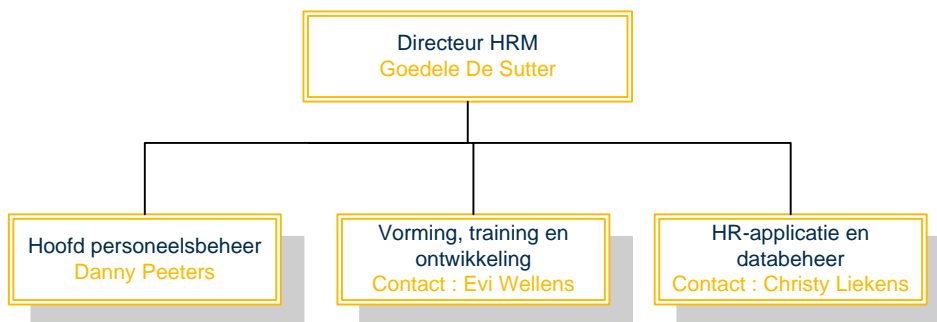 Directeur HRM
Goedele De Sutter
Hoofd personeelsbeheer
Danny Peeters
Vorming, training en
ontwikkeling
Contact : Evi Wellens
HR-applicatie en
databeheer
Contact : Christy Liekens